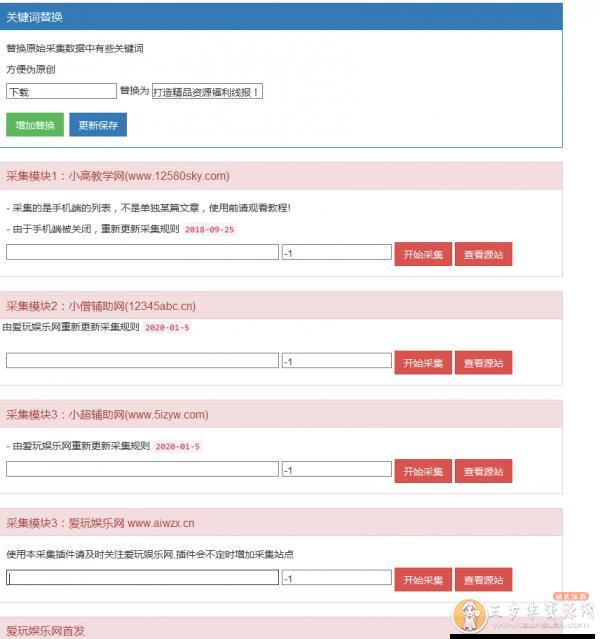 关键词替换
替换原始采集数据中有些关键词
方便伪原创
下载 替换为 打造精品资源福利线报！
增加替换 更新保存
采集模块1：小高教学网(www.12580sky.com)
- 采集的是手机端的列表，不是单独某篇文章，使用前请观看教程!
- 由于手机端被关闭，重新更新采集规则 2018-09-25
-1 开始采集 查看源站
采集模块2：小僧辅助网(12345abc.cn)
由爱玩娱乐网重新更新采集规则 2020-01-5
-1 开始采集 查看源站
采集模块3：小超辅助网(www.5izyw.com)
- 由爱玩娱乐网重新更新采集规则 2020-01-5
-1 开始采集 查看源站
采集模块3：爱玩娱乐网 www.aiwzx.cn
使用本采集插件请及时关注爱玩娱乐网,插件会不定时增加采集站点
-1 开始采集 查看源站
爱玩娱乐网首发